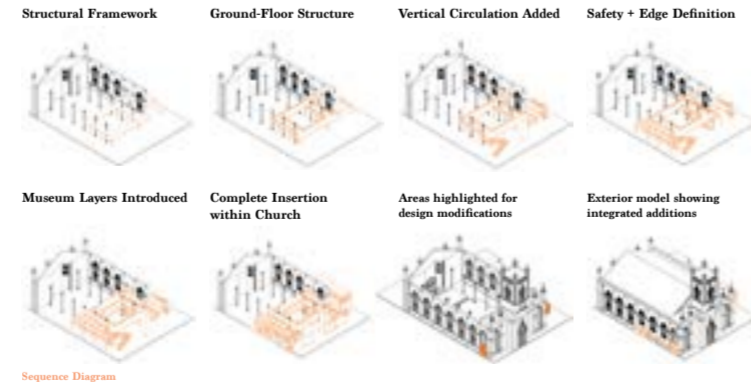 Structural Framework
Ground-Floor Structure
Vertical Circulation Added
Safety + Edge Definition
Museum Layers Introduced
Complete Insertion
within Church
Areas highlighted for
design modifications
Exterior model showing
integrated additions
Sequence Diagram